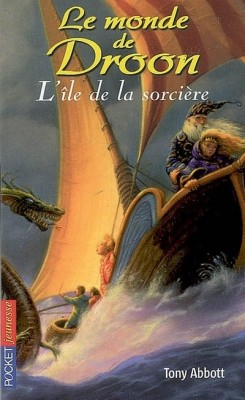 Le monde
de
Droon
L'île de la sorcière
POCKET jeunesse
Tony Abbott